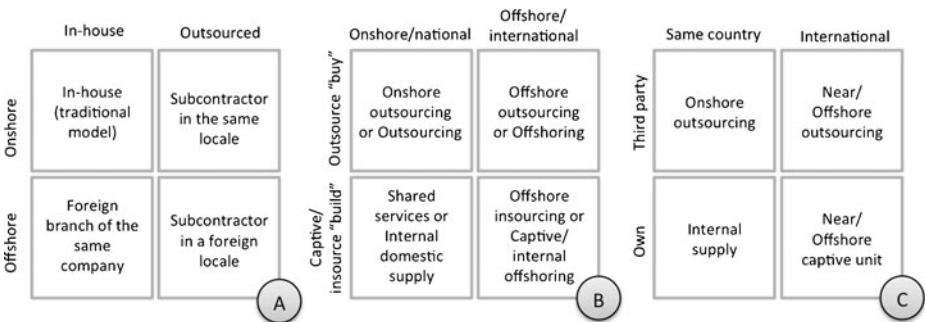 In-house
Outsourced
Onshore
In-house
(traditional
model)
Subcontractor
in the same
locale
Offshore
Foreign
branch of the
same
company
Subcontractor
in a foreign
locale
A
Onshore/national
Offshore/
international
Outsource “buy”
Onshore
outsourcing
or Outsourcing
Offshore
outsourcing
or Offshoring
Captive/
insource “build”
Shared
services or
Internal
domestic
supply
Offshore
insourcing or
Captive/
internal
offshoring
B
Same country
International
Third party
Onshore
outsourcing
Near/
Offshore
outsourcing
Own
Internal
supply
Near/
Offshore
captive unit
C